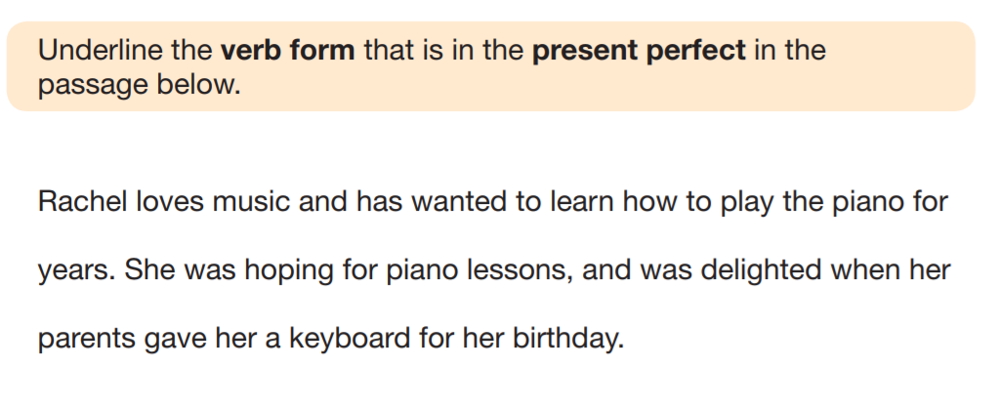 Underline the verb form that is in the present perfect in the
passage below.
Rachel loves music and has wanted to learn how to play the piano for
years. She was hoping for piano lessons, and was delighted when her
parents gave her a keyboard for her birthday.